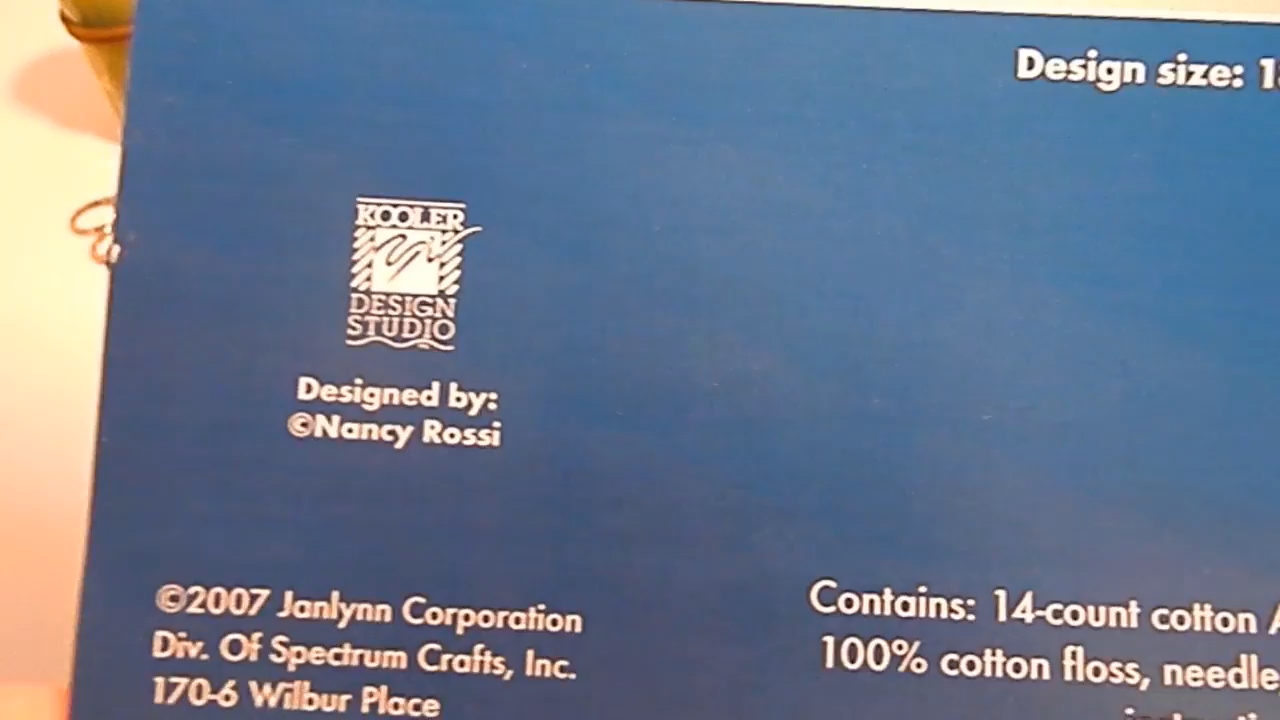 Design size:
KOOLER
DESIGN
STUDIO
Designed by:
©Nancy Rossi
©2007 Janlynn Corporation
Div. Of Spectrum Crafts, Inc.
170-6 Wilbur Place
Contains: 14-count cotton
100% cotton floss, needle